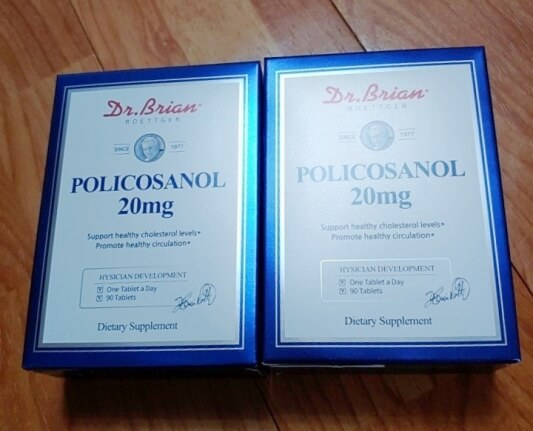 Dr.Brian
ROETTGER
SINCE 1977
POLICOSANOL
20mg
Support healthy cholesterol levels*
Promote healthy circulation*
HYSICIAN DEVELOPMENT
One Tablet a Day
90 Tablets
Dietary Supplement
Dr.Brian
ROETTGER
SINCE 1977
POLICOSANOL
20mg
Support healthy cholesterol levels*
Promote healthy circulation*
HYSICIAN DEVELOPMENT
One Tablet a Day
90 Tablets
Dietary Supplement